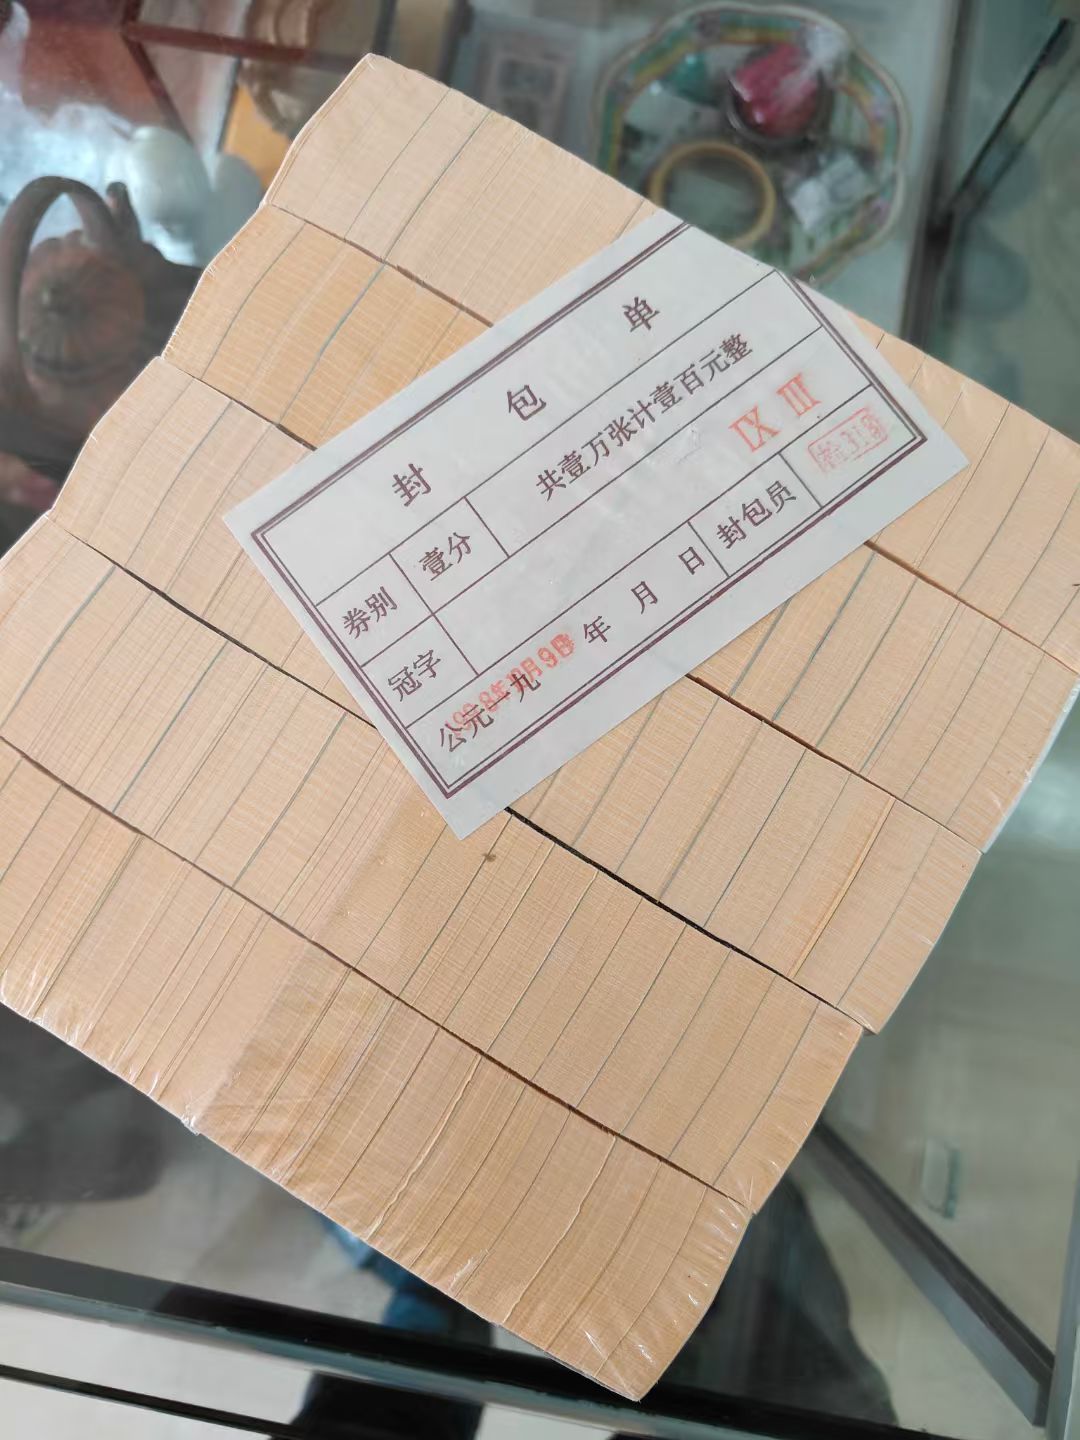 封包单
券别 壹分 共壹万张计壹百元整
冠字 IX III
公元一九 年 月 日 封包员